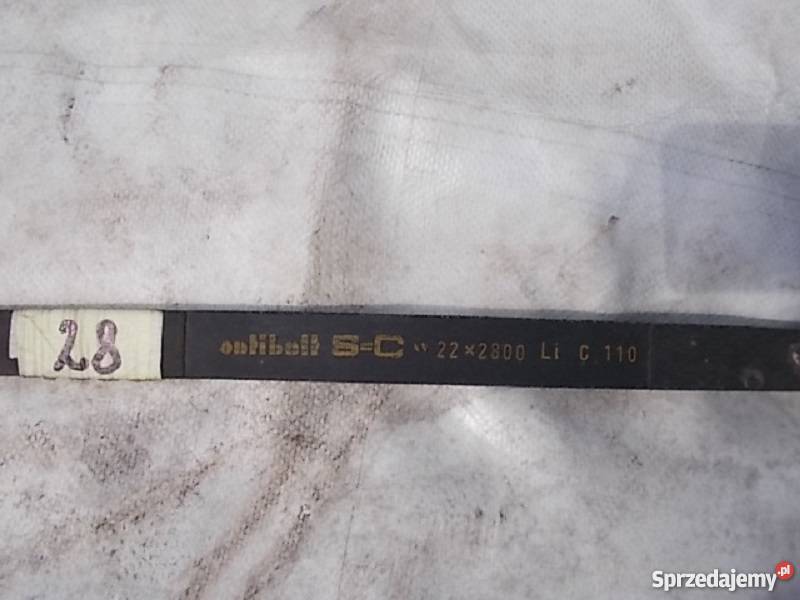 28
optibelt S=C 22×2800 Li C 110
Sprzedajemy.pl